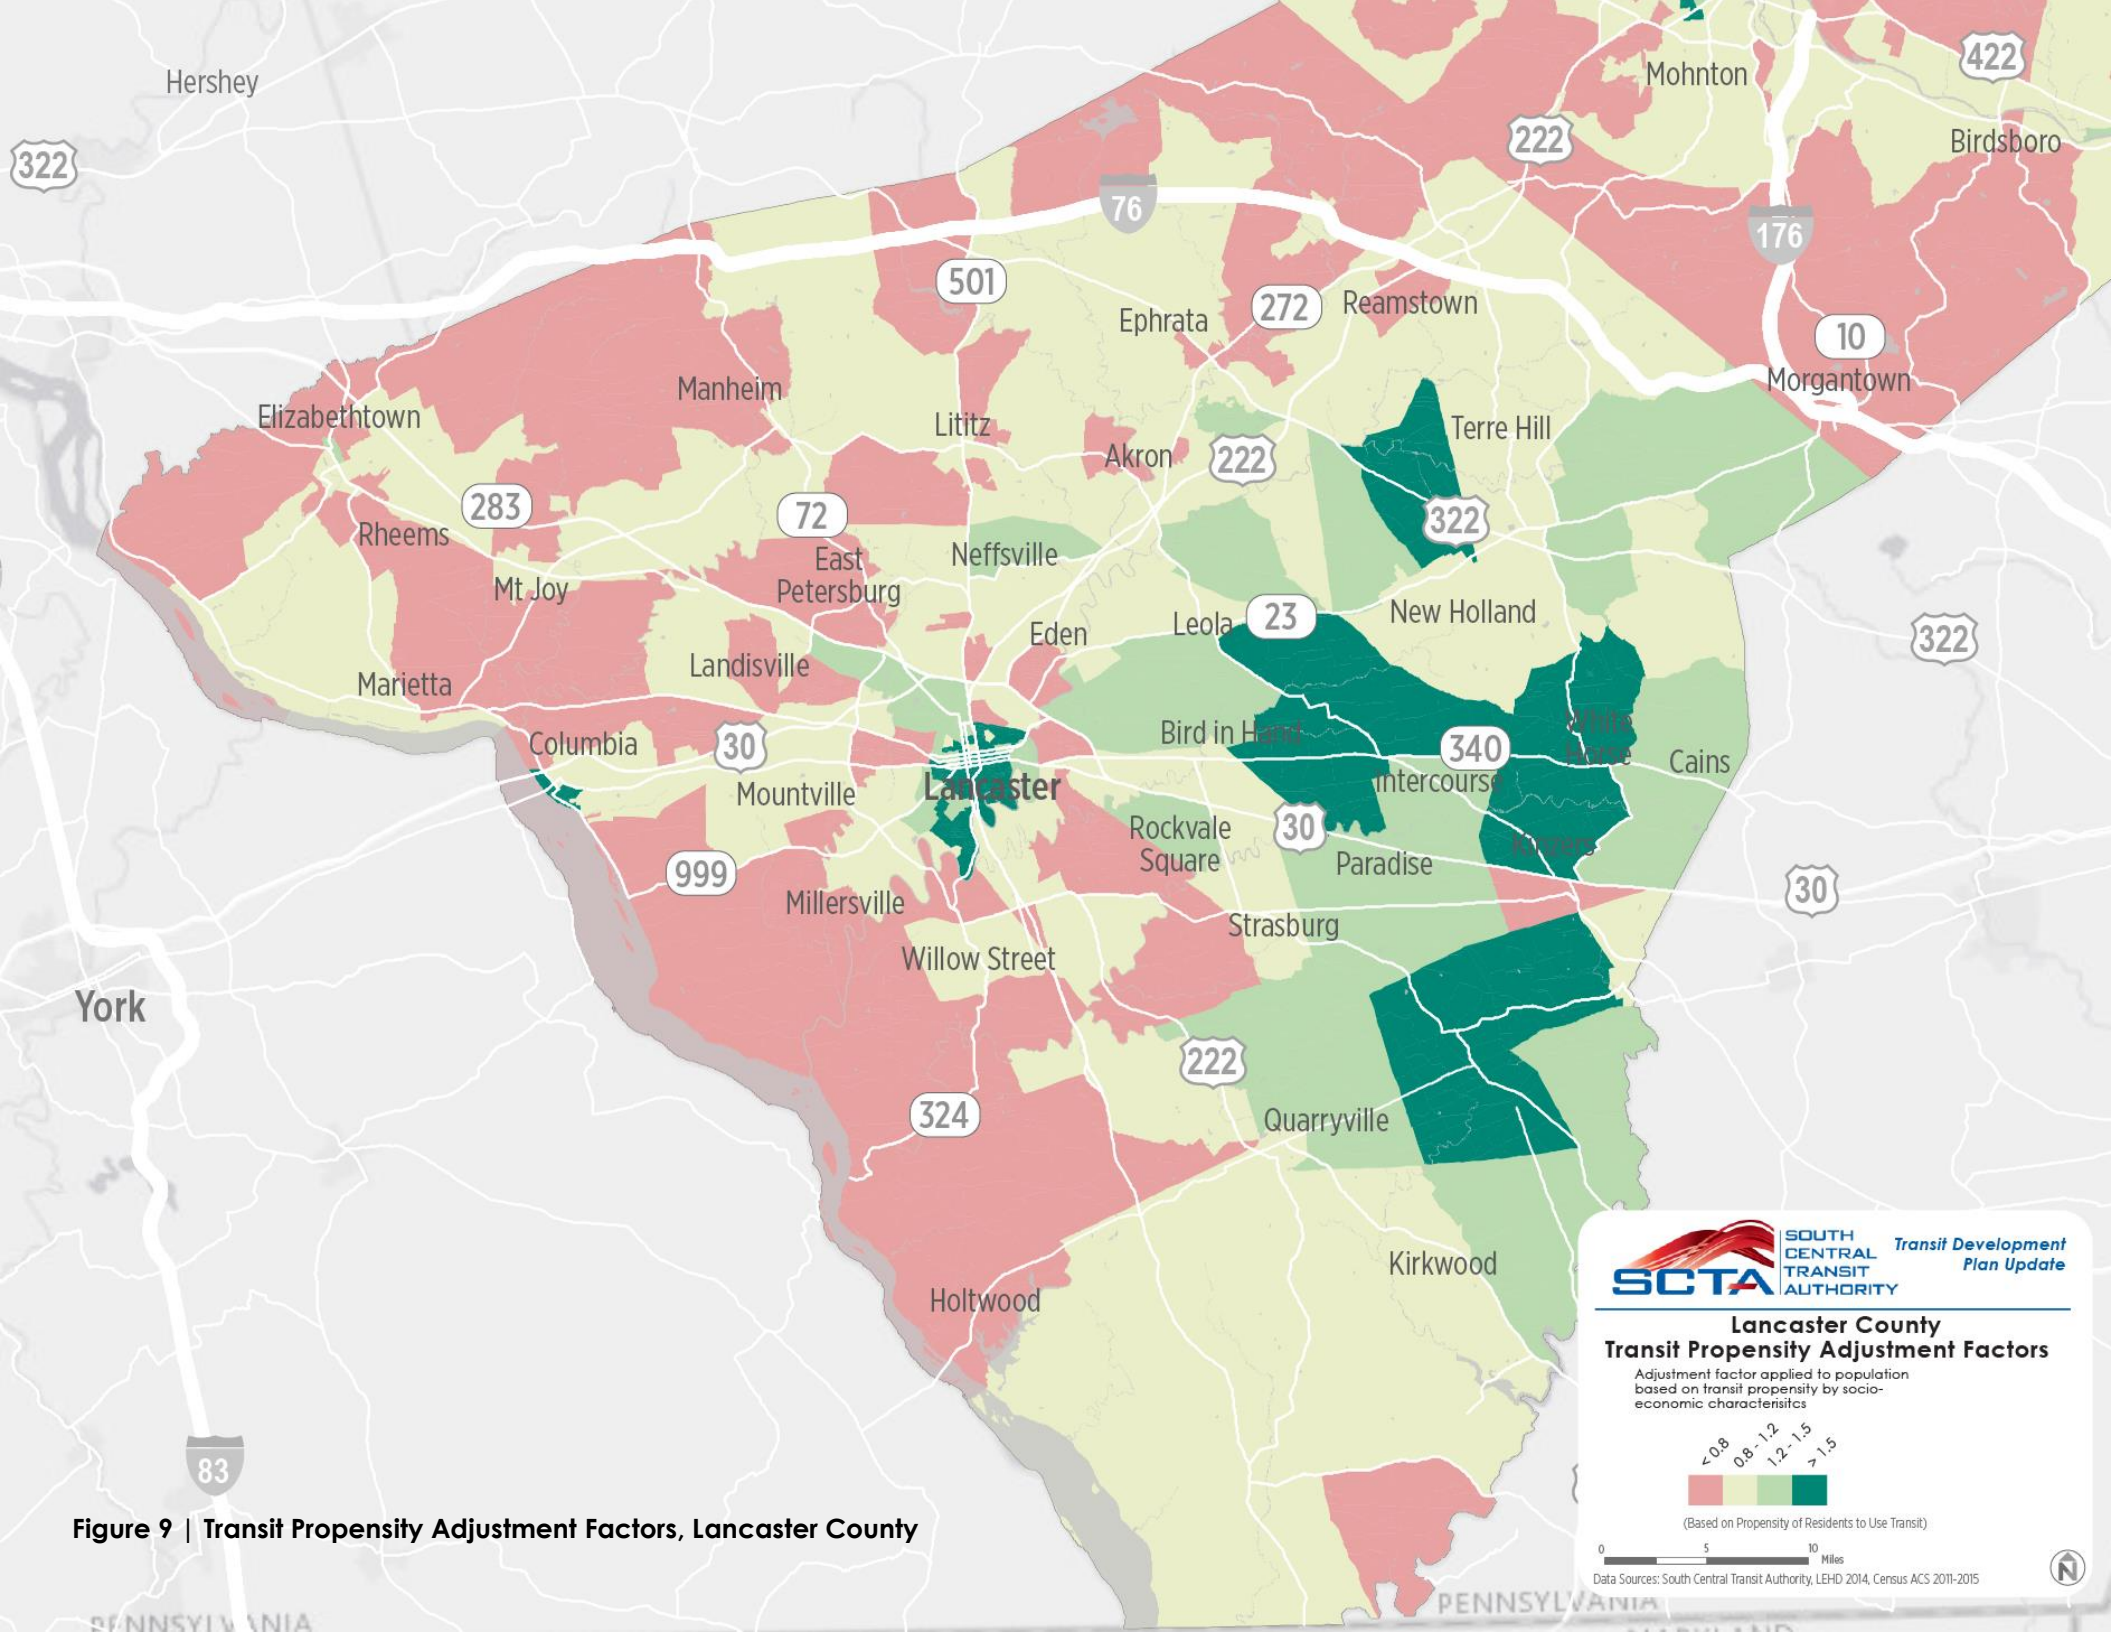 Hershey
Mohnton
422
322
222
Birdsboro
76
176
501
Ephrata
272
Reamstown
10
Morgantown
Manheim
Elizabethtown
Lititz
Terre Hill
Akron
222
283
72
322
Rheems
East
Petersburg
Neffsville
Mt Joy
Leola
23
New Holland
Eden
322
Landisville
Marietta
White
Horse
Bird in Hand
Columbia
30
340
Cains
Intercourse
Mountville
Lancaster
Rockvale
Square
30
Kinzers
Paradise
999
30
Millersville
Strasburg
Willow Street
York
222
324
Quarryville
Kirkwood
Holtwood
83
SCTA
SOUTH
CENTRAL
TRANSIT
AUTHORITY
Transit Development
Plan Update
Lancaster County
Transit Propensity Adjustment Factors
Adjustment factor applied to population
based on transit propensity by socio-
economic characterisitcs
< 0.8
0.8 - 1.2
1.2 - 1.5
> 1.5
(Based on Propensity of Residents to Use Transit)
0 5 10
Miles
N
Data Sources: South Central Transit Authority, LEHD 2014, Census ACS 2011-2015
Figure 9 | Transit Propensity Adjustment Factors, Lancaster County
PENNSYLVANIA
PENNSYLVANIA
MARYLAND